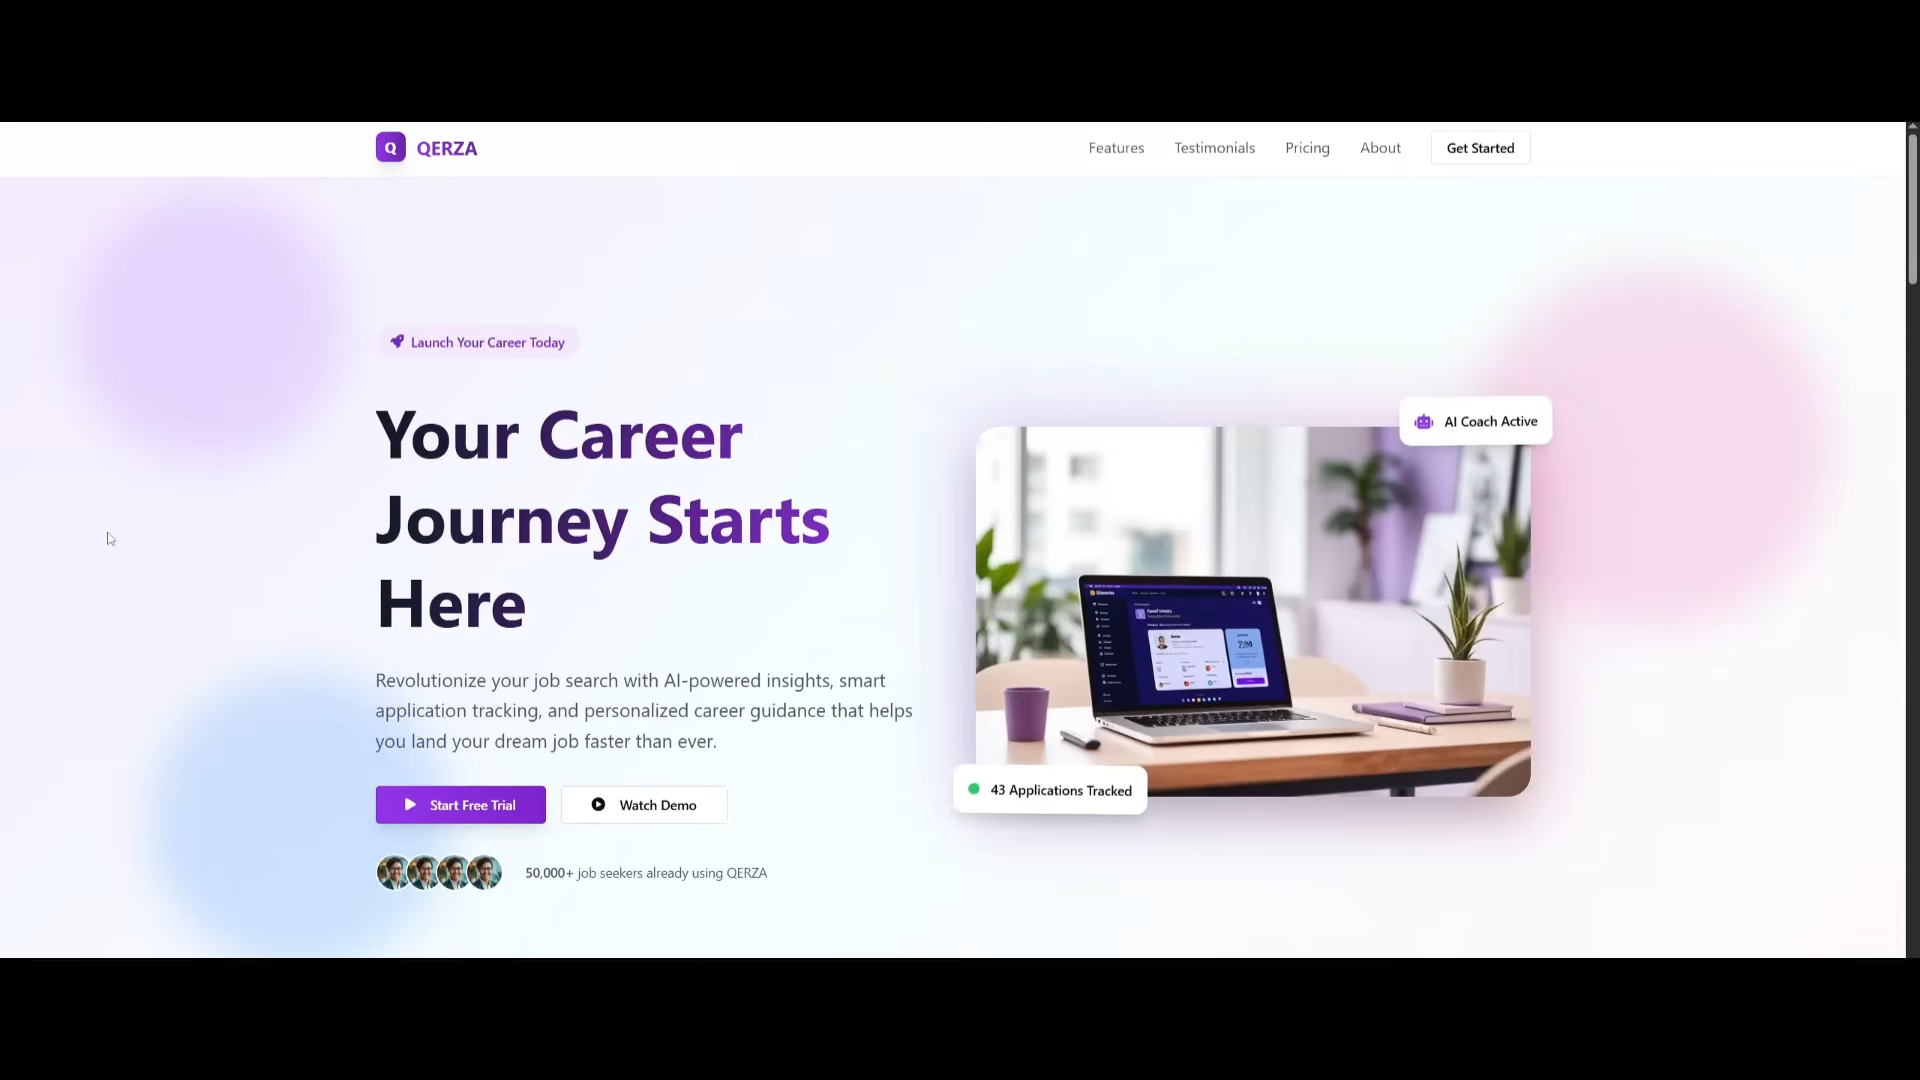 Q QERZA
Features Testimonials Pricing About Get Started
Launch Your Career Today
Your Career
Journey Starts
Here
Revolutionize your job search with AI-powered insights, smart
application tracking, and personalized career guidance that helps
you land your dream job faster than ever.
Start Free Trial Watch Demo
50,000+ job seekers already using QERZA
AI Coach Active
43 Applications Tracked